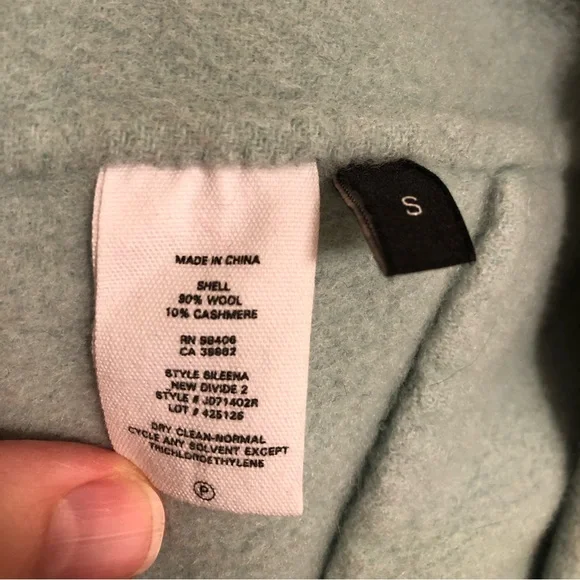 S
MADE IN CHINA
SHELL
90% WOOL
10% CASHMERE
RN 98406
CA 39682
STYLE SILEENA
NEW DIVIDE 2
STYLE # J071402R
LOT # 425126
DRY CLEAN-NORMAL
CYCLE ANY SOLVENT EXCEPT
TRICHLOROETHYLENE
P